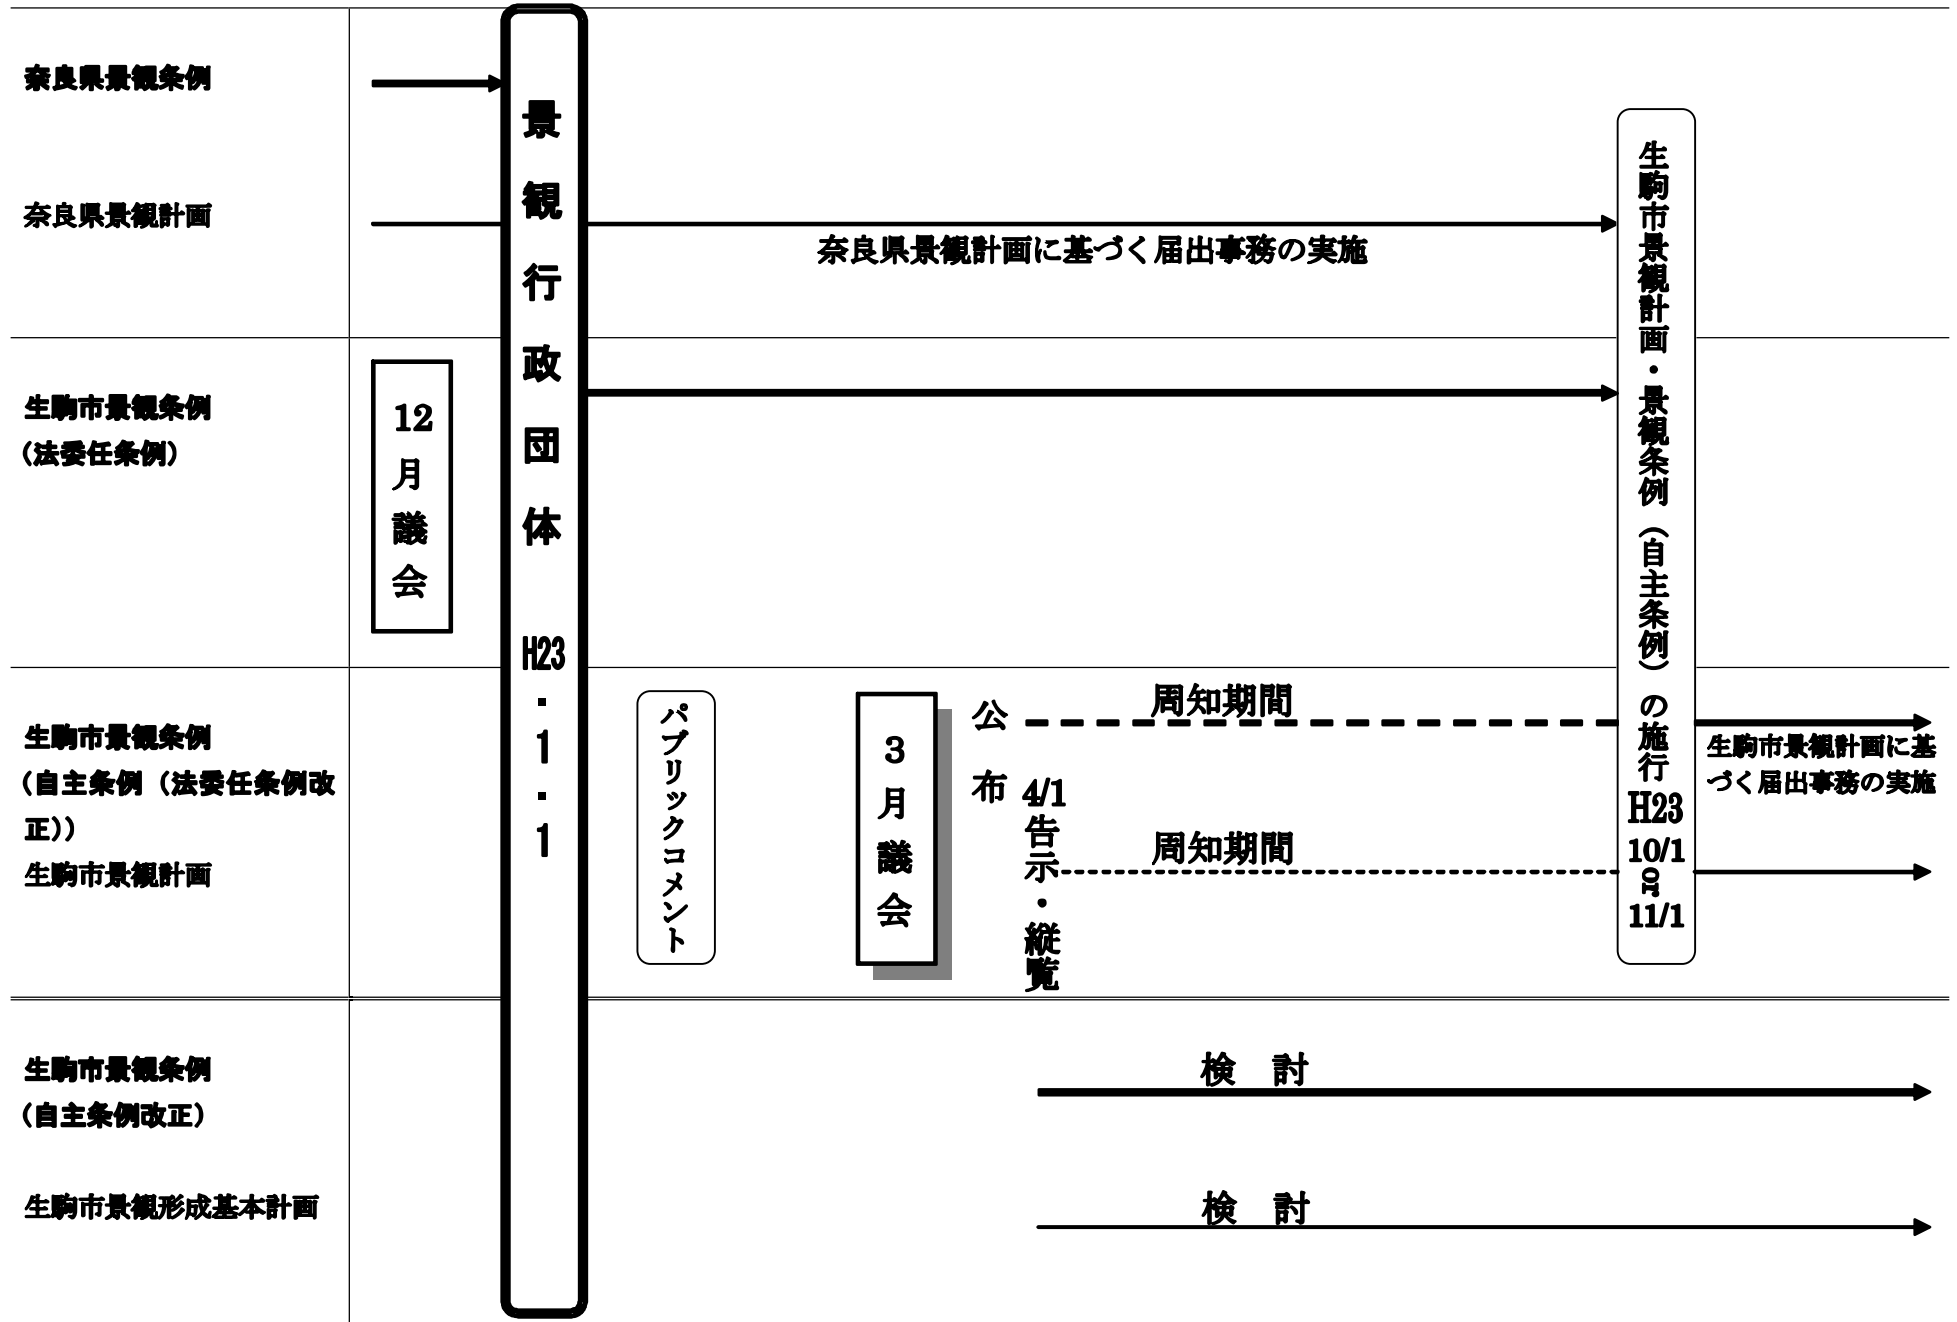 奈良県景観条例
奈良県景観計画
奈良県景観計画に基づく届出事務の実施
生駒市景観条例
(法委任条例)
12月議会
景観行政団体 H23・1・1
生駒市景観条例
(自主条例(法委任条例改
正))
生駒市景観計画
パブリックコメント
3月議会
公布
周知期間
4/1
告示・縦覧
周知期間
生駒市景観計画・景観条例(自主条例)の施行
H23
10/1
or
11/1
生駒市景観計画に基
づく届出事務の実施
生駒市景観条例
(自主条例改正)
検 討
生駒市景観形成基本計画
検 討